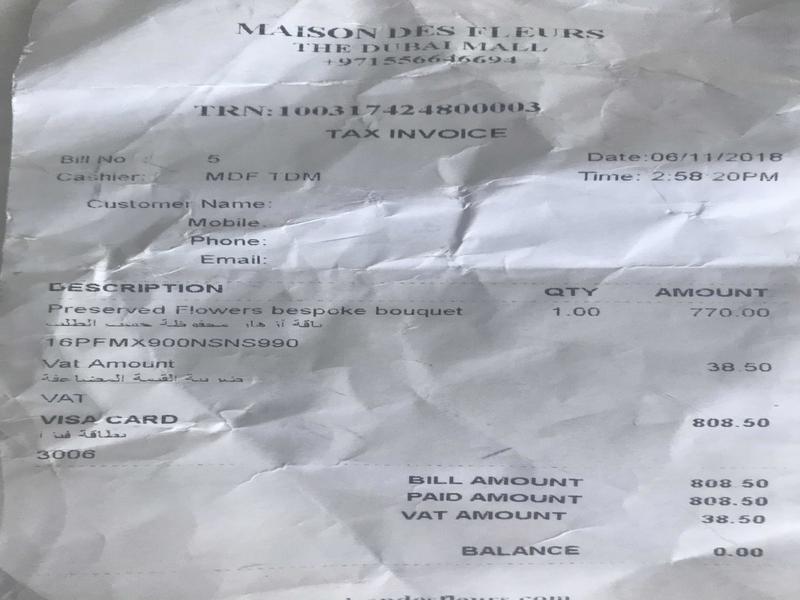 MAISON DES FLEURS
THE DUBAI MALL
+971556646694
TRN:100317424800003
TAX INVOICE
Bill No : 5 Date:06/11/2018
Cashier: MDF TDM Time: 2:58:20PM
Customer Name:
Mobile:
Phone:
Email:
DESCRIPTION QTY AMOUNT
Preserved Flowers bespoke bouquet 1.00 770.00
باقة أزهار محفوظة حسب الطلب
16PFMX900NSNS990
Vat Amount 38.50
ضريبة القيمة المضاعفة
VAT
VISA CARD 808.50
بطاقة فيزا
3006
BILL AMOUNT 808.50
PAID AMOUNT 808.50
VAT AMOUNT 38.50
BALANCE 0.00